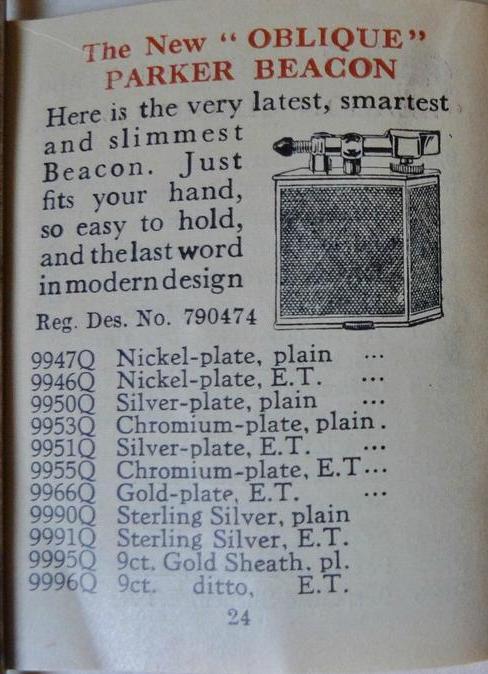 The New "OBLIQUE"
PARKER BEACON
Here is the very latest, smartest
and slimmest
Beacon. Just
fits your hand,
so easy to hold,
and the last word
in modern design
Reg. Des. No. 790474
9947Q Nickel-plate, plain ...
9946Q Nickel-plate, E.T. ...
9950Q Silver-plate, plain ...
9953Q Chromium-plate, plain .
9951Q Silver-plate, E.T. ...
9955Q Chromium-plate, E.T...
9966Q Gold-plate, E.T. ...
9990Q Sterling Silver, plain
9991Q Sterling Silver, E.T.
9995Q 9ct. Gold Sheath, pl.
9996Q 9ct. ditto, E.T.
24